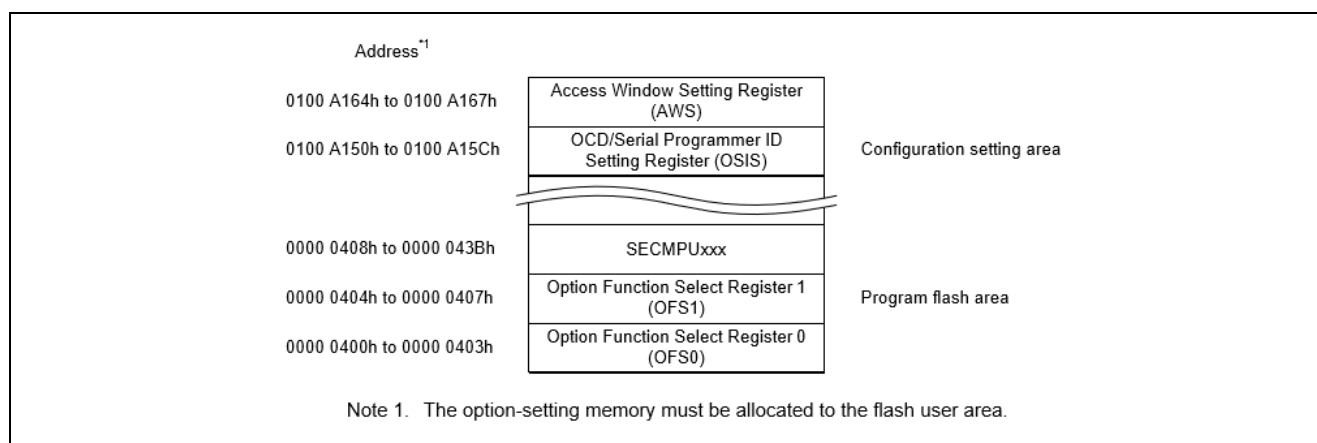 Address*1
0100 A164h to 0100 A167h
Access Window Setting Register
(AWS)
0100 A150h to 0100 A15Ch
OCD/Serial Programmer ID
Setting Register (OSIS)
Configuration setting area
0000 0408h to 0000 043Bh
SECMPUxxx
0000 0404h to 0000 0407h
Option Function Select Register 1
(OFS1)
Program flash area
0000 0400h to 0000 0403h
Option Function Select Register 0
(OFS0)
Note 1. The option-setting memory must be allocated to the flash user area.